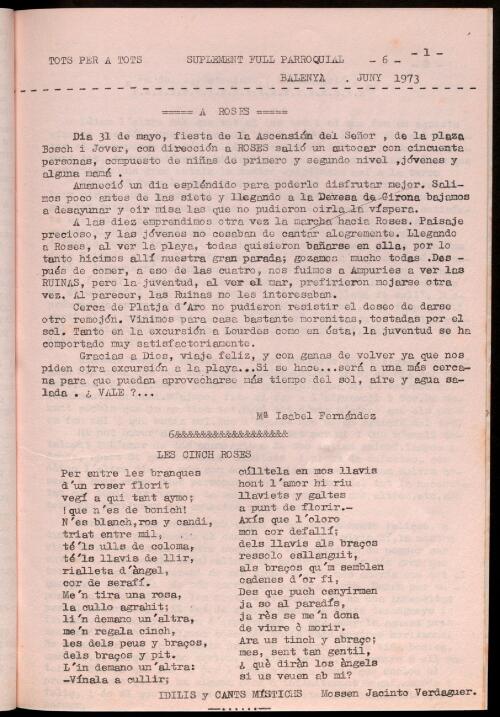 -1-
TOTS PER A TOTS SUPLEMENT FULL PARROQUIAL -6-
BALENYA . JUNY 1973
===== A ROSES =====
Dia 31 de mayo, fiesta de la Ascensión del Señor , de la plaza
Bosch i Jover, con dirección a ROSES salió un autocar con cincuenta
personas, compuesto de niñas de primero y segundo nivel ,jóvenes y
alguna mamá .
Amaneció un dia espléndido para poderlo disfrutar mejor. Sali-
mos poco antes de las siete y llegando a la Devesa de Girona bajamos
a desayunar y oir misa las que no pudieron oirla la víspera.
A las diez emprendimos otra vez la marcha hacia Roses. Paisaje
precioso, y las jóvenes no cesaban de cantar alegremente. Llegando
a Roses, al ver la playa, todas quisieron bañarse en ella, por lo
tanto hicimos allí nuestra gran parada; gozamos mucho todas .Des -
pués de comer, a eso de las cuatro, nos fuimos a Ampuries a ver las
RUINAS, pero la juventud, al ver el mar, prefirieron mojarse otra
vez. Al parecer, las Ruinas no les interesaban.
Cerca de Platja d'Aro no pudieron resistir el deseo de darse
otro remojón. Vinimos para casa bastante morenitas, tostadas por el
sol. Tanto en la excursión a Lourdes como en ésta, la juventud se ha
comportado muy satisfactoriamente.
Gracias a Dios, viaje feliz, y con ganas de volver ya que nos
piden otra excursión a la playa...Si se hace...será a una más cerca-
na para que puedan aprovecharse más tiempo del sol, aire y agua sa-
lada . ¿ VALE ?...
Mª Isabel Fernández
6&&&&&&&&&&&&&&&&&&&
LES CINCH ROSES
Per entre les branques
d'un roser florit
vegí a qui tant aymo;
!que n'es de bonich!
N'es blanch,ros y candi,
triat entre mil,
té'ls ulls de coloma,
té'ls llavis de llir,
rialleta d'àngel,
cor de serafí.
Me'n tira una rosa,
la cullo agrahit;
li'n demano un'altra,
me'n regala cinch,
les dels peus y braços,
dels braços y pit.
L'in demano un'altra:
-Vínala a cullir;
cúlltela en mos llavis
hont l'amor hi riu
llaviets y galtes
a punt de florir.-
Axís que l'oloro
mon cor defallí;
dels llavis als braços
ressolo esllanguit,
als braços qu'm semblen
cadenes d'or fi,
Des que puch cenyirmen
ja so al paradís,
ja rès se me'n dona
de viure ò morir.
Ara us tinch y abraço;
mes, sent tan gentil,
¿ què diràn los àngels
si us veuen ab mi?
IDILIS y CANTS MÍSTICHS Mossen Jacinto Verdaguer.